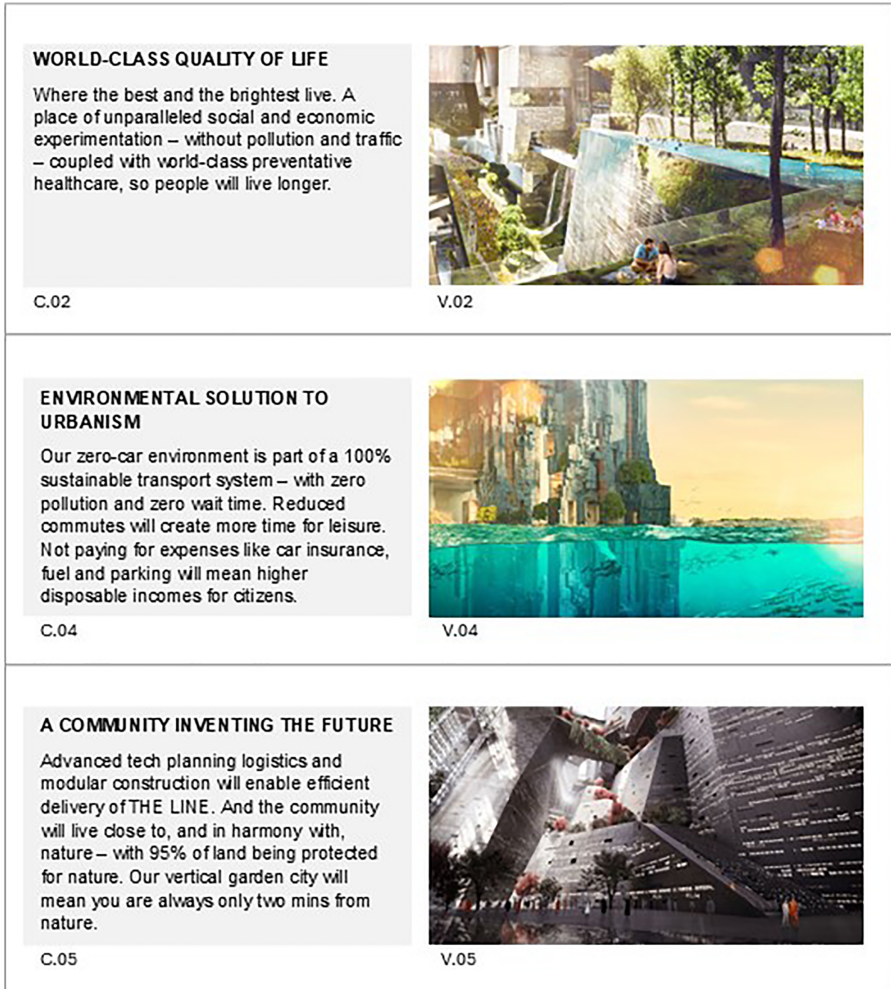 WORLD-CLASS QUALITY OF LIFE
Where the best and the brightest live. A
place of unparalleled social and economic
experimentation – without pollution and traffic
– coupled with world-class preventative
healthcare, so people will live longer.
C.02
V.02
ENVIRONMENTAL SOLUTION TO
URBANISM
Our zero-car environment is part of a 100%
sustainable transport system – with zero
pollution and zero wait time. Reduced
commutes will create more time for leisure.
Not paying for expenses like car insurance,
fuel and parking will mean higher
disposable incomes for citizens.
C.04
V.04
A COMMUNITY INVENTING THE FUTURE
Advanced tech planning logistics and
modular construction will enable efficient
delivery of THE LINE. And the community
will live close to, and in harmony with,
nature – with 95% of land being protected
for nature. Our vertical garden city will
mean you are always only two mins from
nature.
C.05
V.05